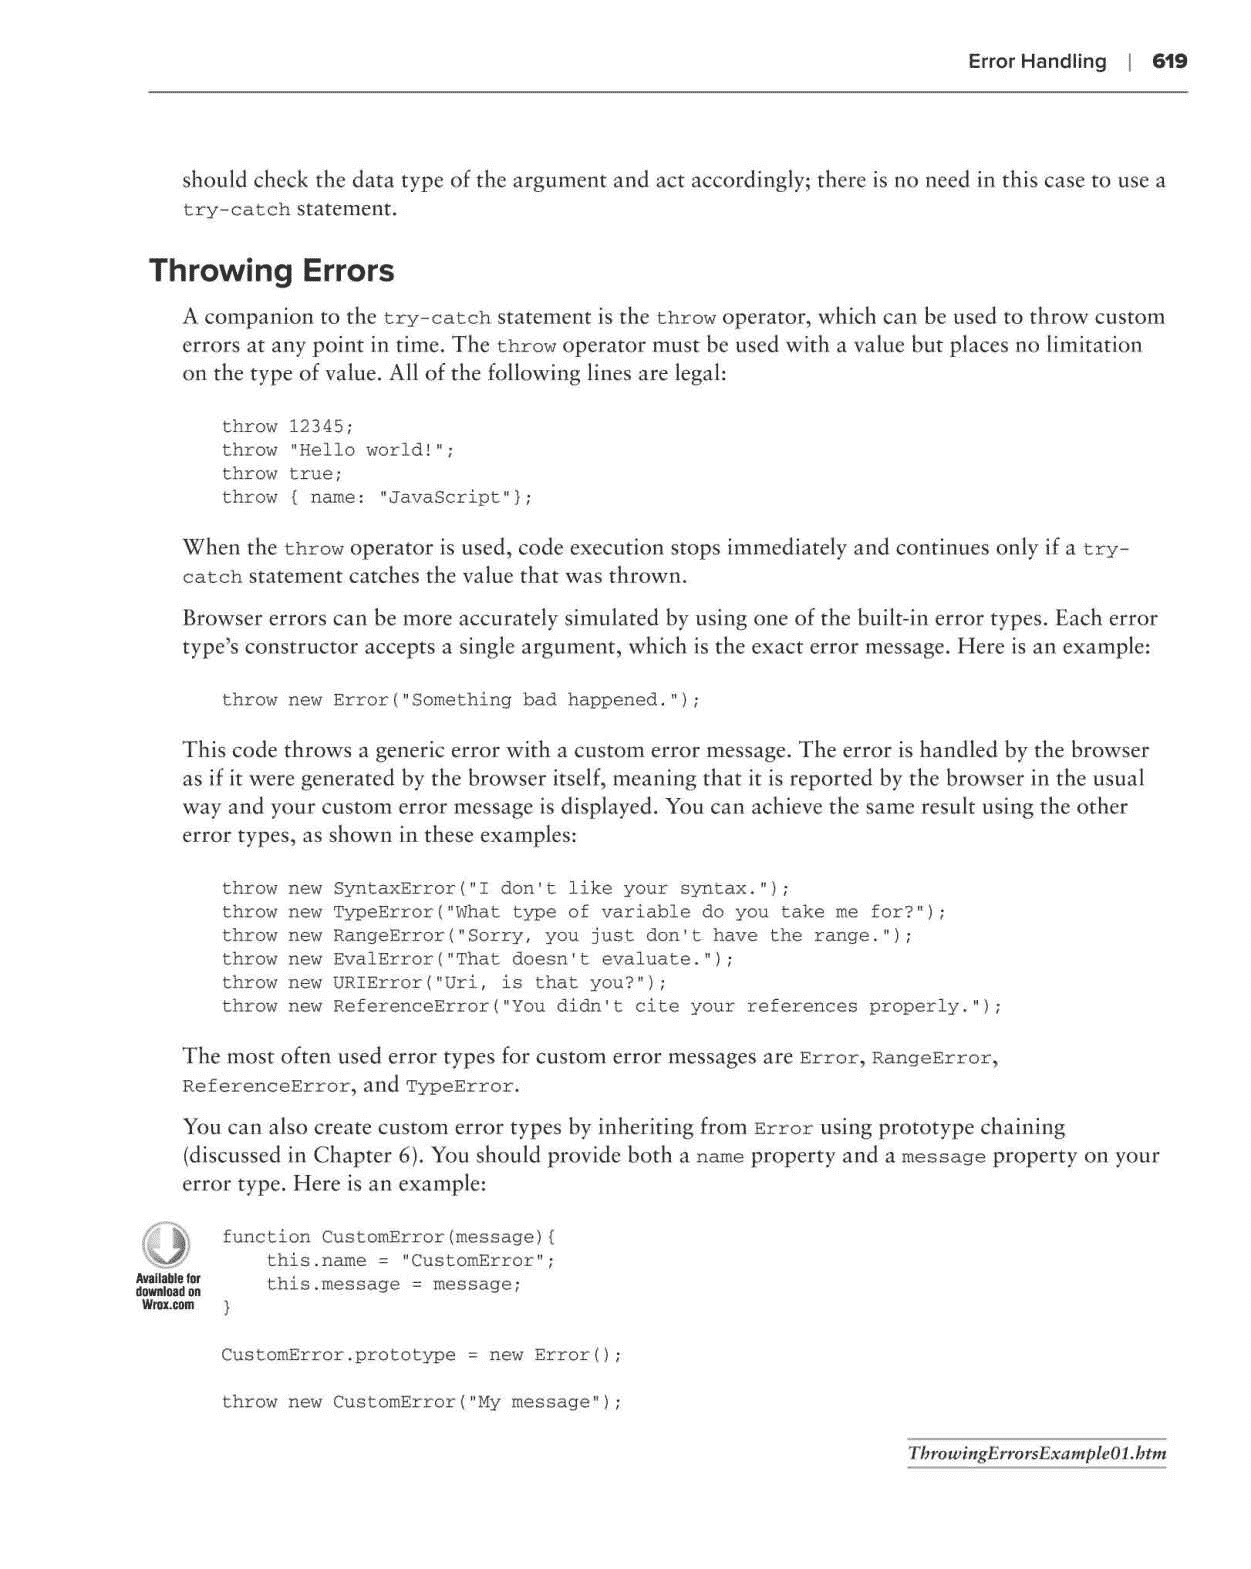 Error Handling | 619
should check the data type of the argument and act accordingly; there is no need in this case to use a
try-catch statement.
Throwing Errors
A companion to the try-catch statement is the throw operator, which can be used to throw custom
errors at any point in time. The throw operator must be used with a value but places no limitation
on the type of value. All of the following lines are legal:
throw 12345;
throw "Hello world!";
throw true;
throw { name: "JavaScript"};
When the throw operator is used, code execution stops immediately and continues only if a try-
catch statement catches the value that was thrown.
Browser errors can be more accurately simulated by using one of the built-in error types. Each error
type's constructor accepts a single argument, which is the exact error message. Here is an example:
throw new Error("Something bad happened.");
This code throws a generic error with a custom error message. The error is handled by the browser
as if it were generated by the browser itself, meaning that it is reported by the browser in the usual
way and your custom error message is displayed. You can achieve the same result using the other
error types, as shown in these examples:
throw new SyntaxError("I don't like your syntax.");
throw new TypeError("What type of variable do you take me for?");
throw new RangeError("Sorry, you just don't have the range.");
throw new EvalError("That doesn't evaluate.");
throw new URIError("Uri, is that you?");
throw new ReferenceError("You didn't cite your references properly.");
The most often used error types for custom error messages are Error, RangeError,
ReferenceError, and TypeError.
You can also create custom error types by inheriting from Error using prototype chaining
(discussed in Chapter 6). You should provide both a name property and a message property on your
error type. Here is an example:
Available for
download on
Wrox.com
function CustomError(message){
    this.name = "CustomError";
    this.message = message;
}
CustomError.prototype = new Error();
throw new CustomError("My message");
ThrowingErrorsExample01.htm